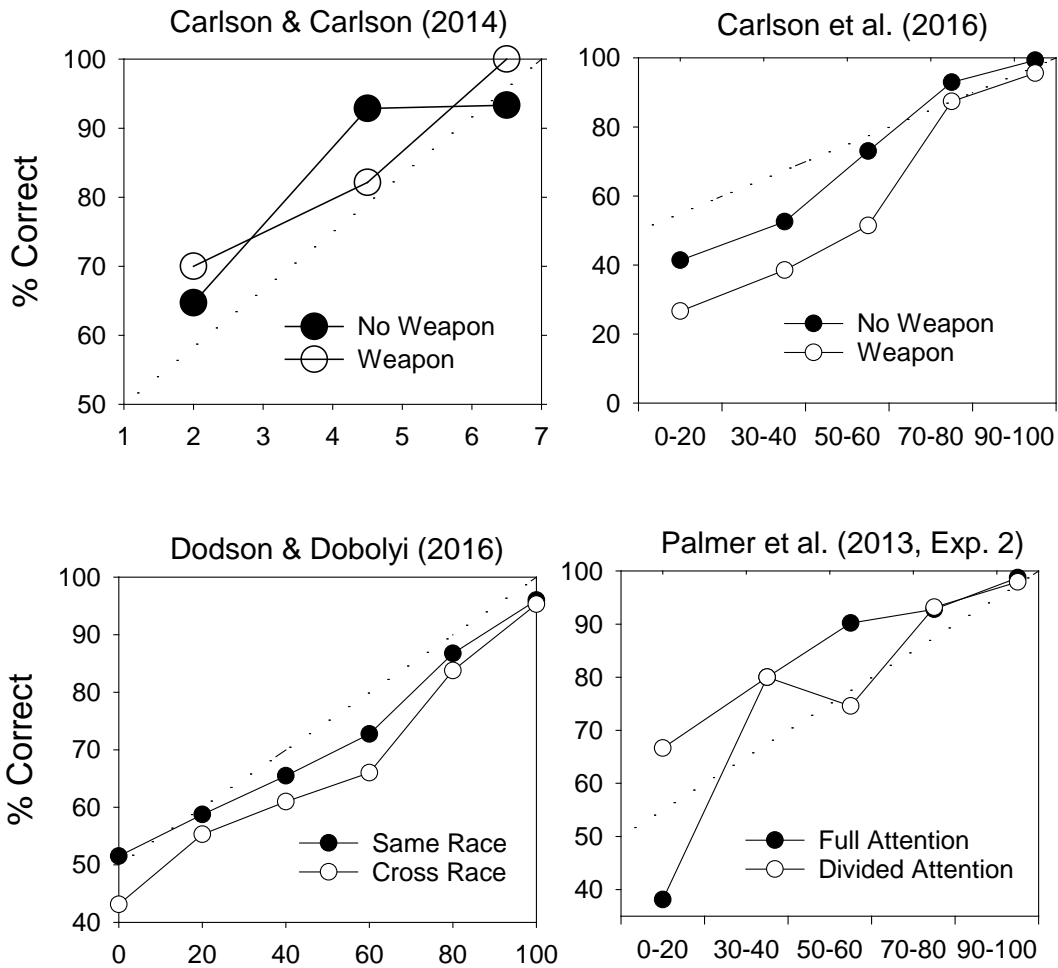 Carlson & Carlson (2014)
% Correct
100
90
80
70
60
50
1 2 3 4 5 6 7
No Weapon
Weapon
Carlson et al. (2016)
100
80
60
40
20
0
0-20 30-40 50-60 70-80 90-100
No Weapon
Weapon
Dodson & Dobolyi (2016)
% Correct
100
90
80
70
60
50
40
0 20 40 60 80 100
Same Race
Cross Race
Palmer et al. (2013, Exp. 2)
100
90
80
70
60
50
40
0-20 30-40 50-60 70-80 90-100
Full Attention
Divided Attention